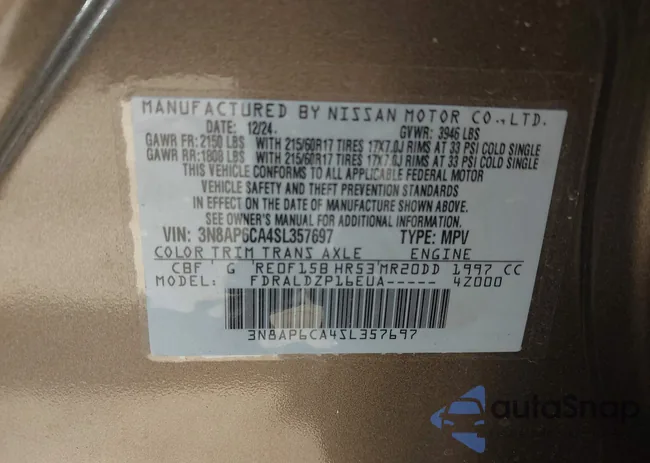 MANUFACTURED BY NISSAN MOTOR CO., LTD.
DATE: 12/24 GVWR: 3946 LBS
GAWR FR: 2150 LBS WITH 215/60R17 TIRES 17X7.0J RIMS AT 33 PSI COLD SINGLE
GAWR RR: 1808 LBS WITH 215/60R17 TIRES 17X7.0J RIMS AT 33 PSI COLD SINGLE
THIS VEHICLE CONFORMS TO ALL APPLICABLE FEDERAL MOTOR
VEHICLE SAFETY AND THEFT PREVENTION STANDARDS
IN EFFECT ON THE DATE OF MANUFACTURE SHOWN ABOVE.
SEE OWNER'S MANUAL FOR ADDITIONAL INFORMATION.
VIN: 3N8AP6CA4SL357697 TYPE: MPV
COLOR TRIM TRANS AXLE ENGINE
CBF G RE0F15B HR53 MR20DD 1997 CC
MODEL: FDRALDZP16EUA----- 4Z000
3N8AP6CA4SL357697
autoSnap